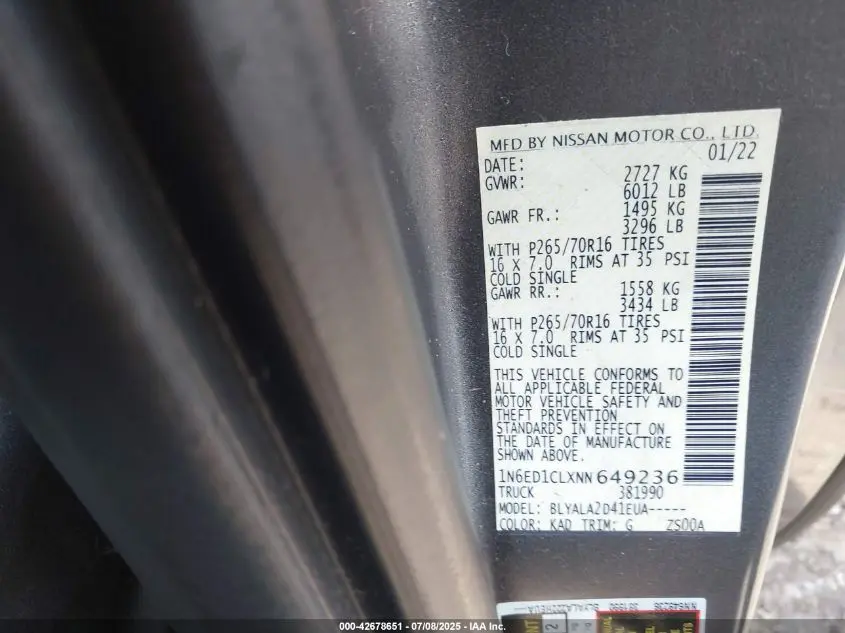 MFD BY NISSAN MOTOR CO., LTD.
DATE: 01/22
GVWR: 2727 KG
6012 LB
GAWR FR.: 1495 KG
3296 LB
WITH P265/70R16 TIRES
16 X 7.0 RIMS AT 35 PSI
COLD SINGLE
GAWR RR.: 1558 KG
3434 LB
WITH P265/70R16 TIRES
16 X 7.0 RIMS AT 35 PSI
COLD SINGLE
THIS VEHICLE CONFORMS TO
ALL APPLICABLE FEDERAL
MOTOR VEHICLE SAFETY AND
THEFT PREVENTION
STANDARDS IN EFFECT ON
THE DATE OF MANUFACTURE
SHOWN ABOVE.
1N6ED1CLXNN649236
TRUCK 381990
MODEL: BLYALA2D41EUA-----
COLOR: KAD TRIM: G ZS00A
NN649236 381990
000-42678651 - 07/08/2025 - IAA Inc.